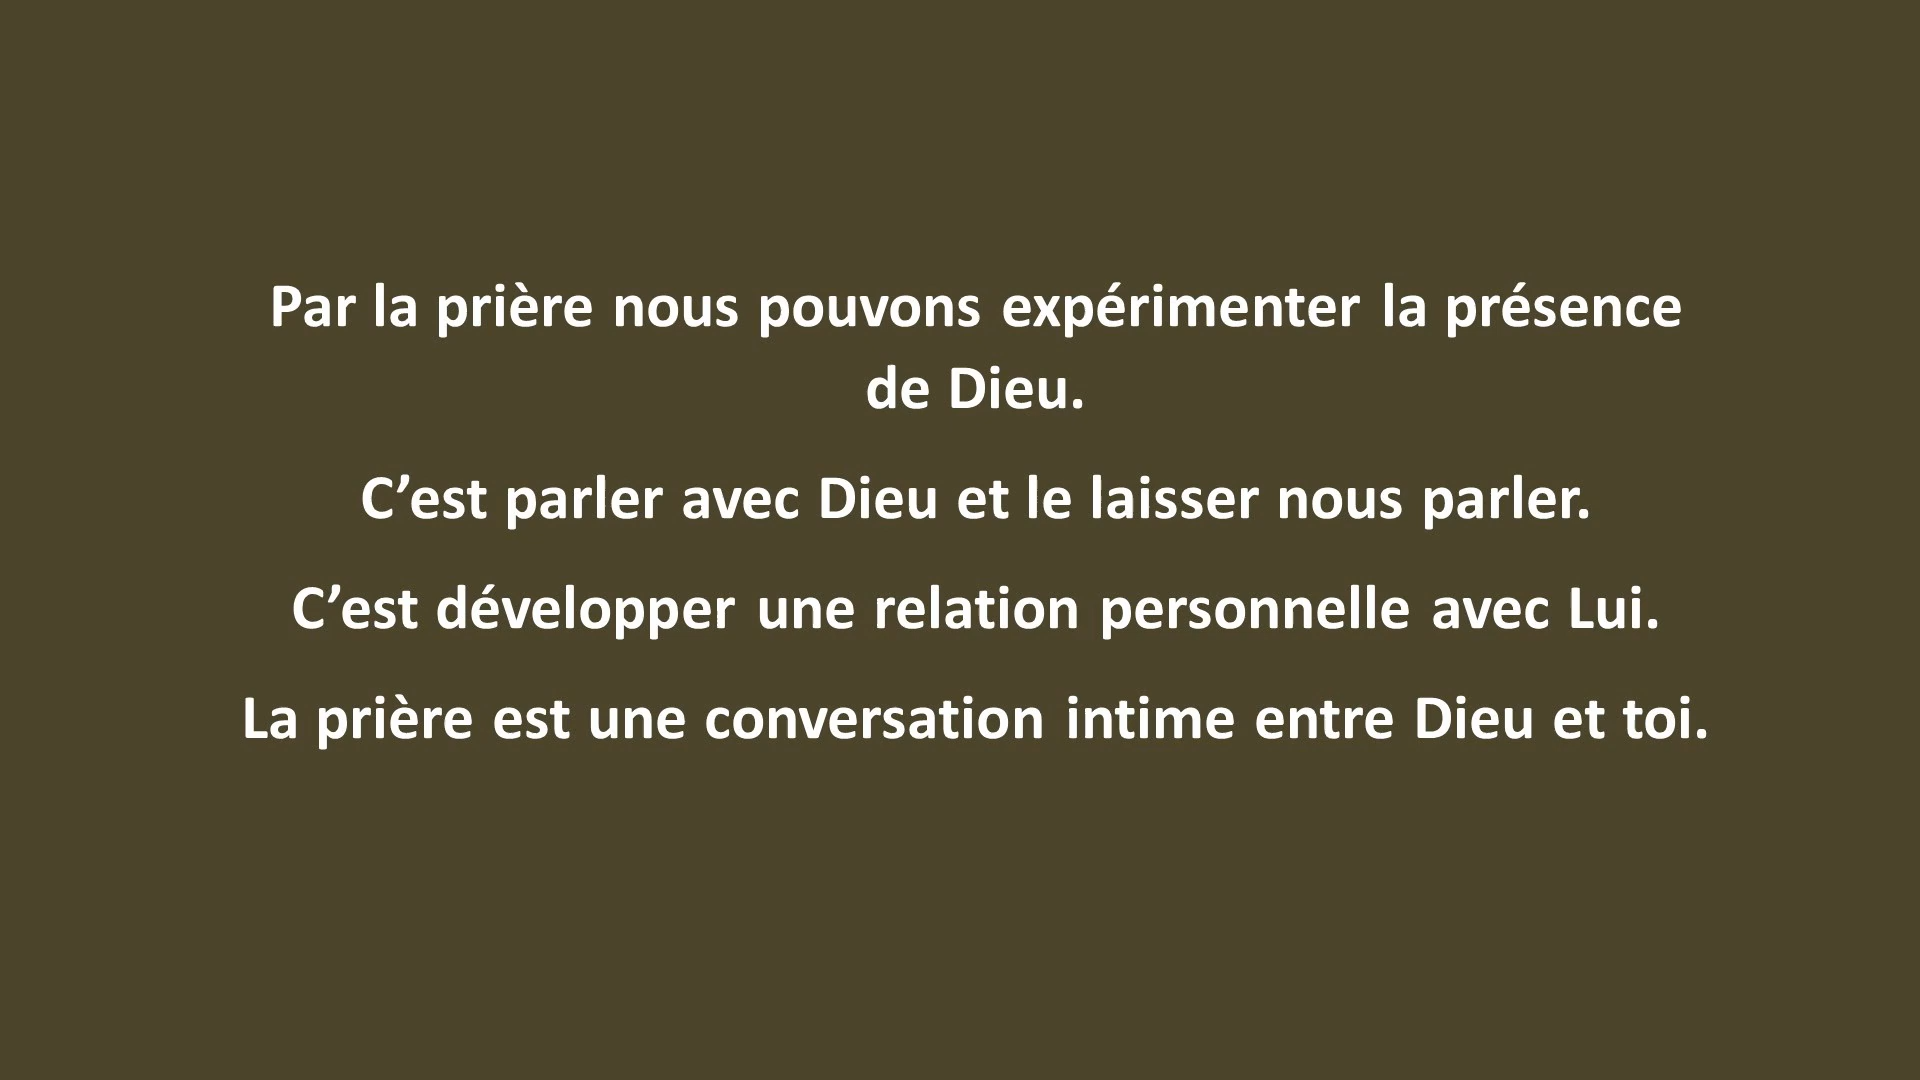 Par la prière nous pouvons expérimenter la présence
de Dieu.
C’est parler avec Dieu et le laisser nous parler.
C’est développer une relation personnelle avec Lui.
La prière est une conversation intime entre Dieu et toi.